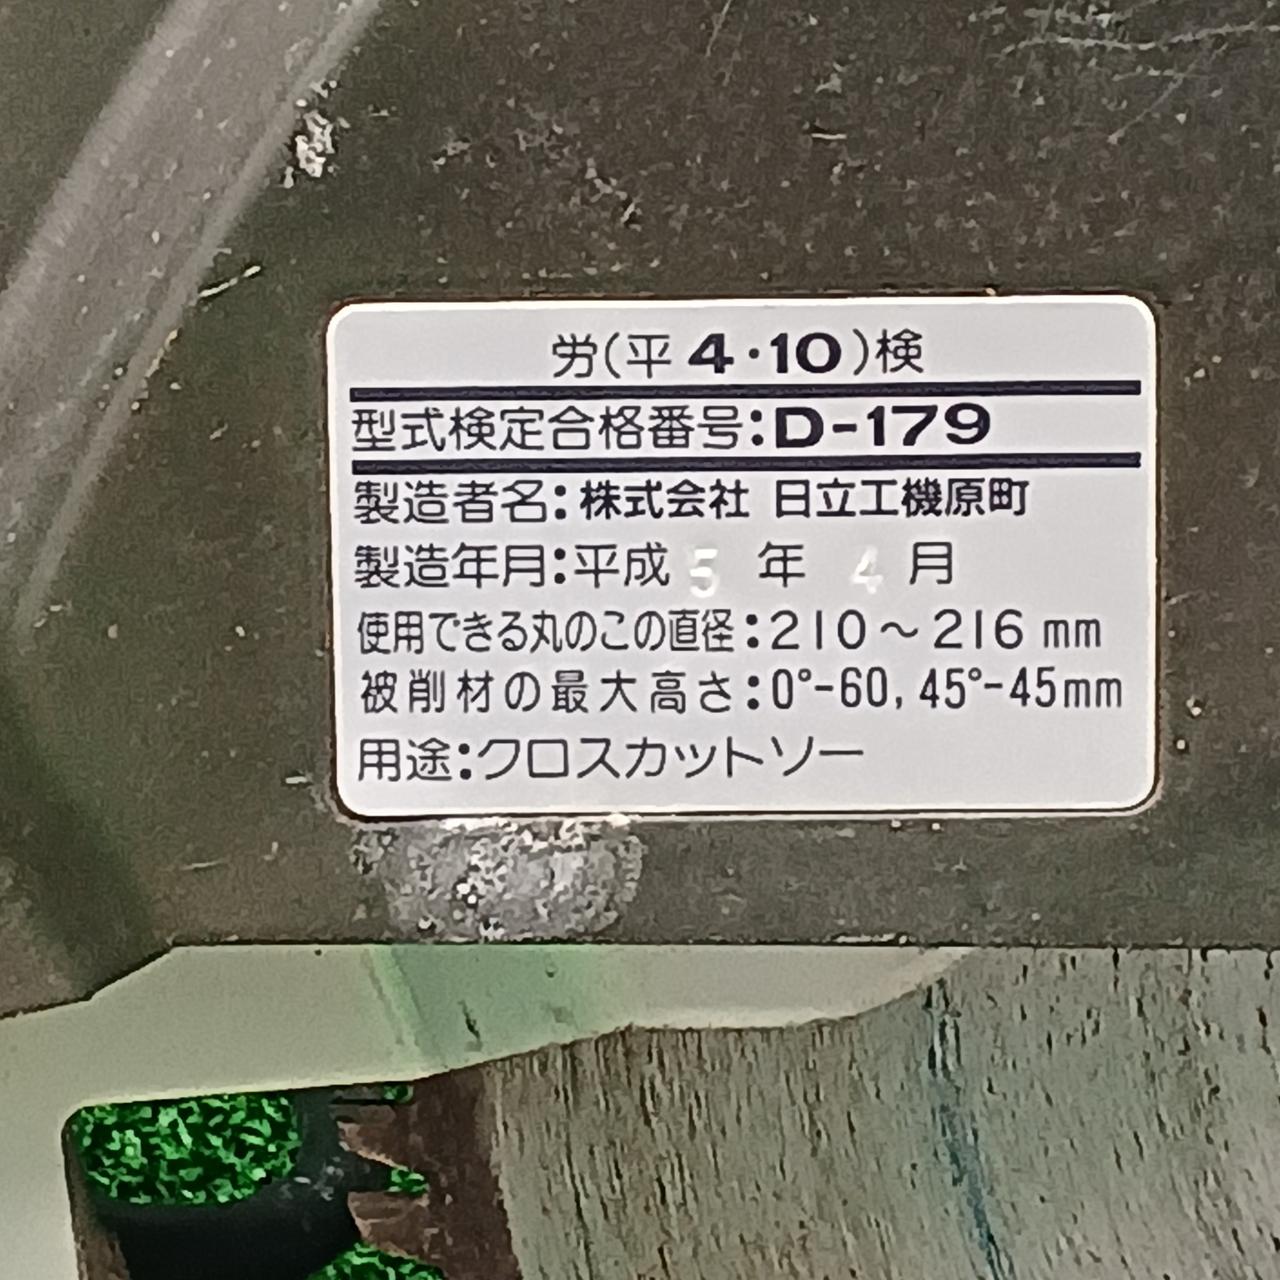 労(平4・10)検
型式検定合格番号:D-179
製造者名:株式会社 日立工機原町
製造年月:平成 5 年 4 月
使用できる丸のこの直径:210～216 mm
被削材の最大高さ:0°-60, 45°-45mm
用途:クロスカットソー